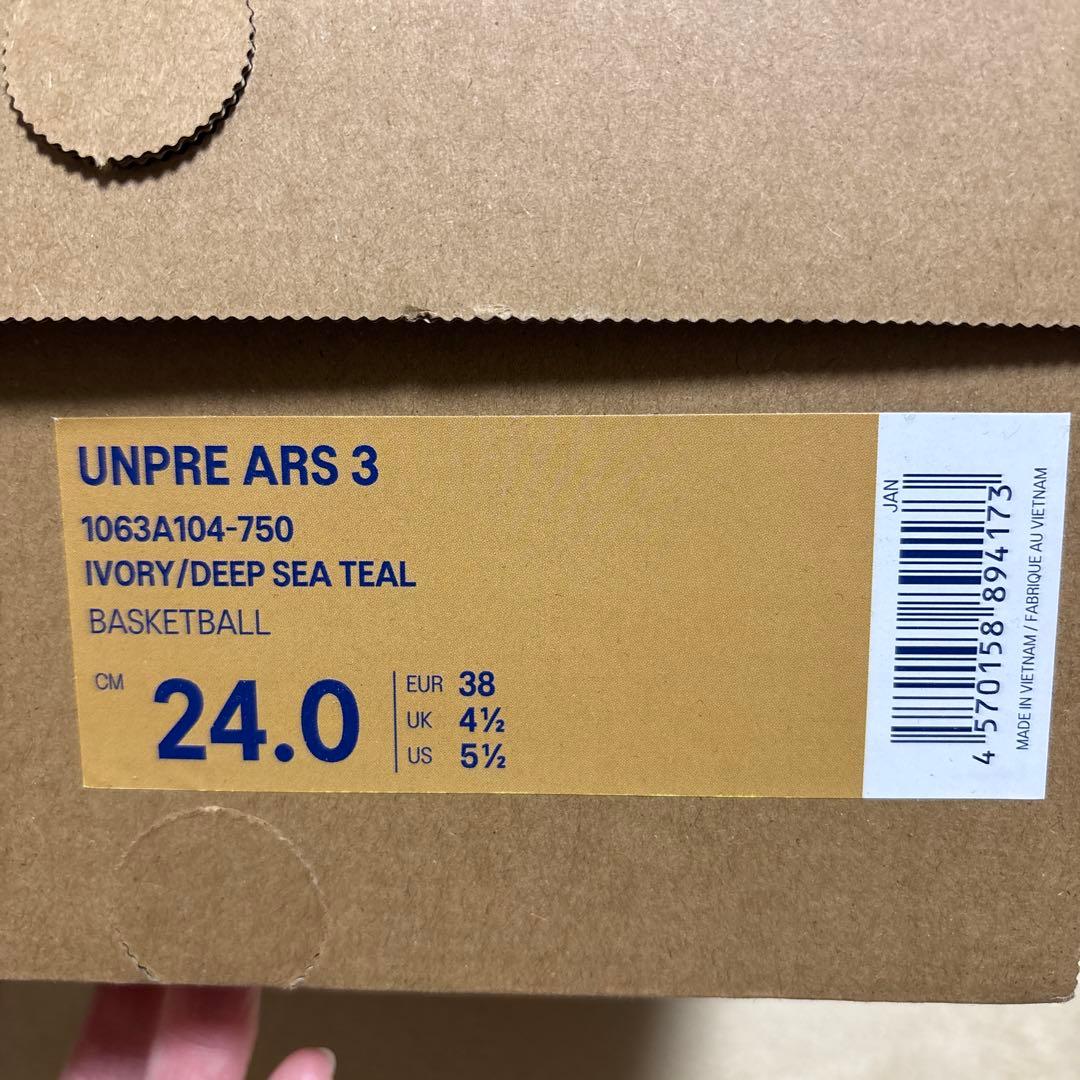 UNPRE ARS 3
1063A104-750
IVORY/DEEP SEA TEAL
BASKETBALL
CM 24.0
EUR 38
UK 4½
US 5½
JAN
4 570158 894173
MADE IN VIETNAM / FABRIQUE AU VIETNAM